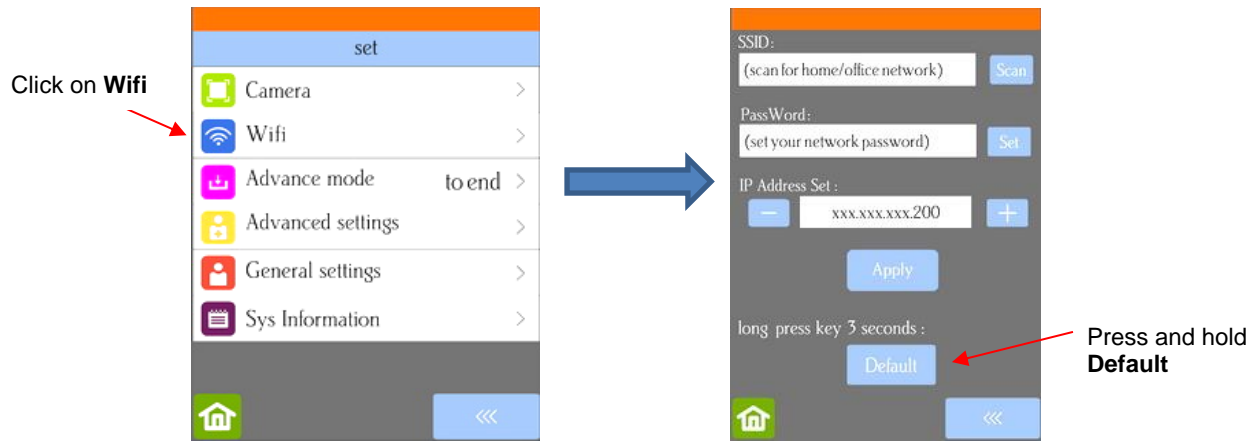 Click on Wifi
set
Camera
Wifi
Advance mode to end
Advanced settings
General settings
Sys Information
SSID:
(scan for home/office network) Scan
PassWord:
(set your network password) Set
IP Address Set :
− xxx.xxx.xxx.200 +
Apply
long press key 3 seconds :
Default
Press and hold
Default